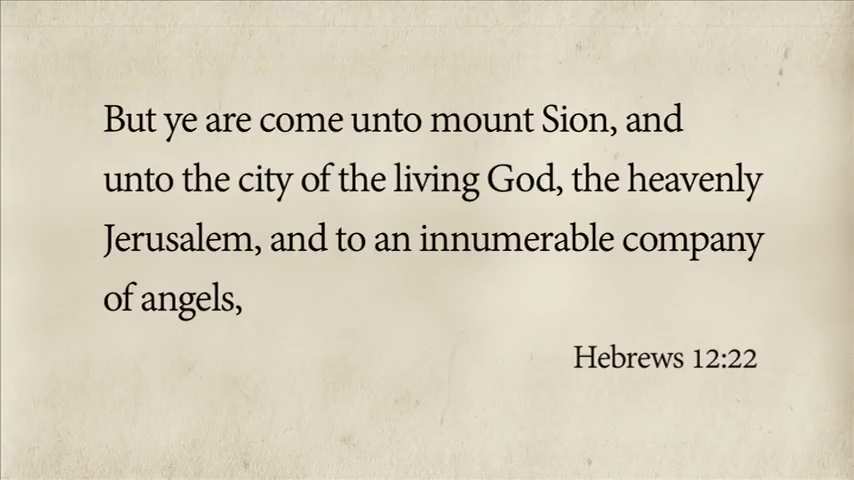 But ye are come unto mount Sion, and
unto the city of the living God, the heavenly
Jerusalem, and to an innumerable company
of angels,
Hebrews 12:22